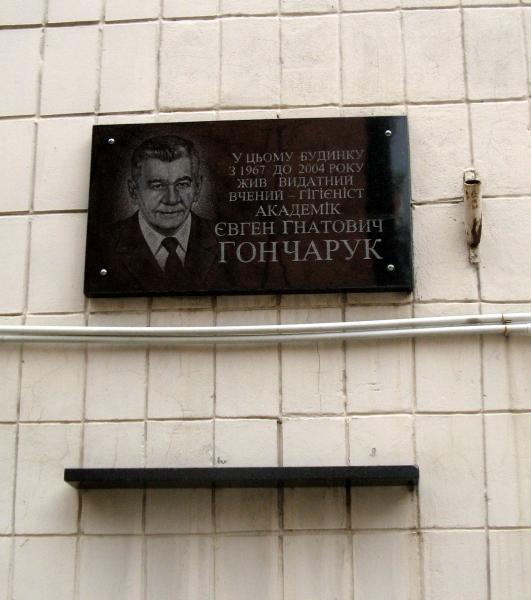 У ЦЬОМУ БУДИНКУ
З 1967 ДО 2004 РОКУ
ЖИВ ВИДАТНИЙ
ВЧЕНИЙ – ГІГІЄНІСТ
АКАДЕМІК
ЄВГЕН ГНАТОВИЧ
ГОНЧАРУК